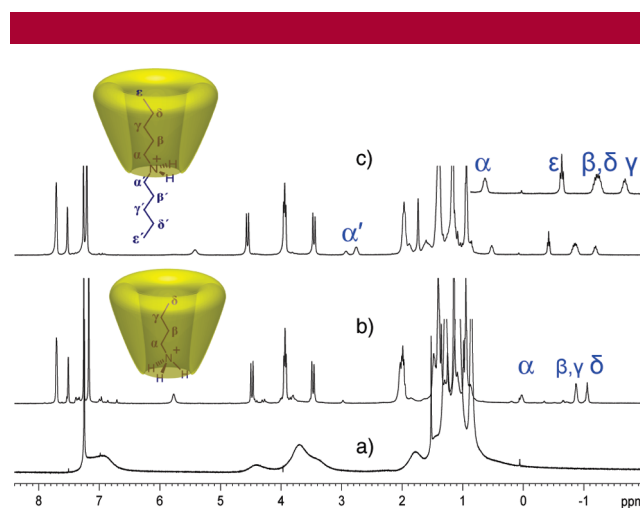 ε
γ δ
β
α
+
N H
H
α'
β'
γ'
δ'
ε'
c)
α ε β,δ γ
α'
δ
γ
β
α
+
N
H H
H
b)
α β,γ δ
a)
8 7 6 5 4 3 2 1 0 -1 ppm